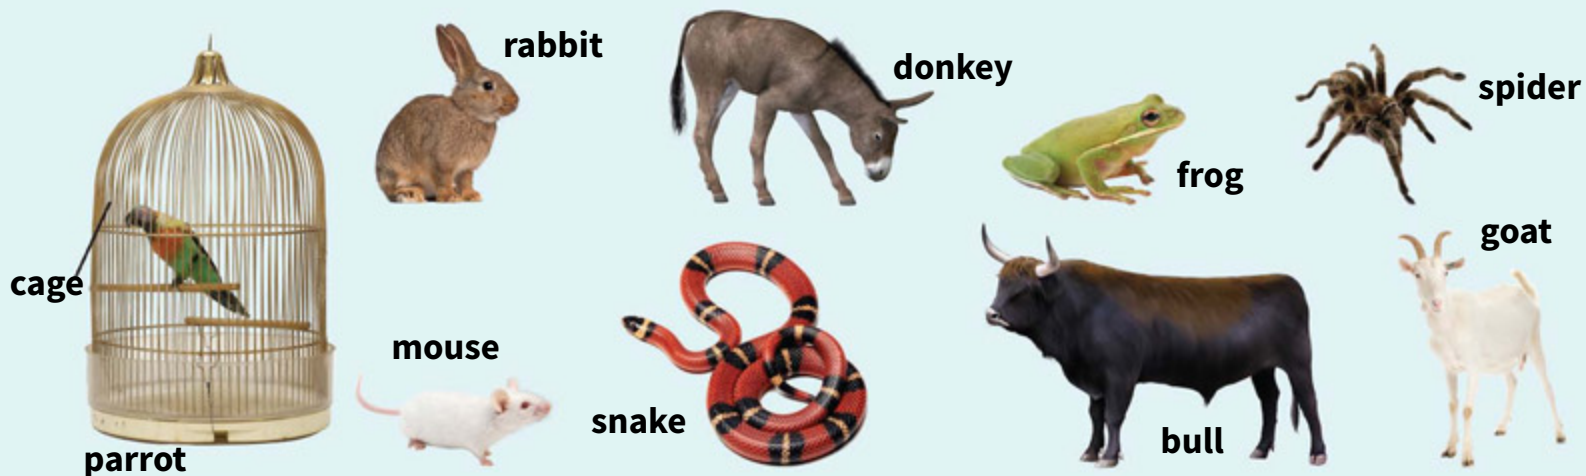 rabbit
donkey
spider
frog
goat
cage
mouse
snake
bull
parrot